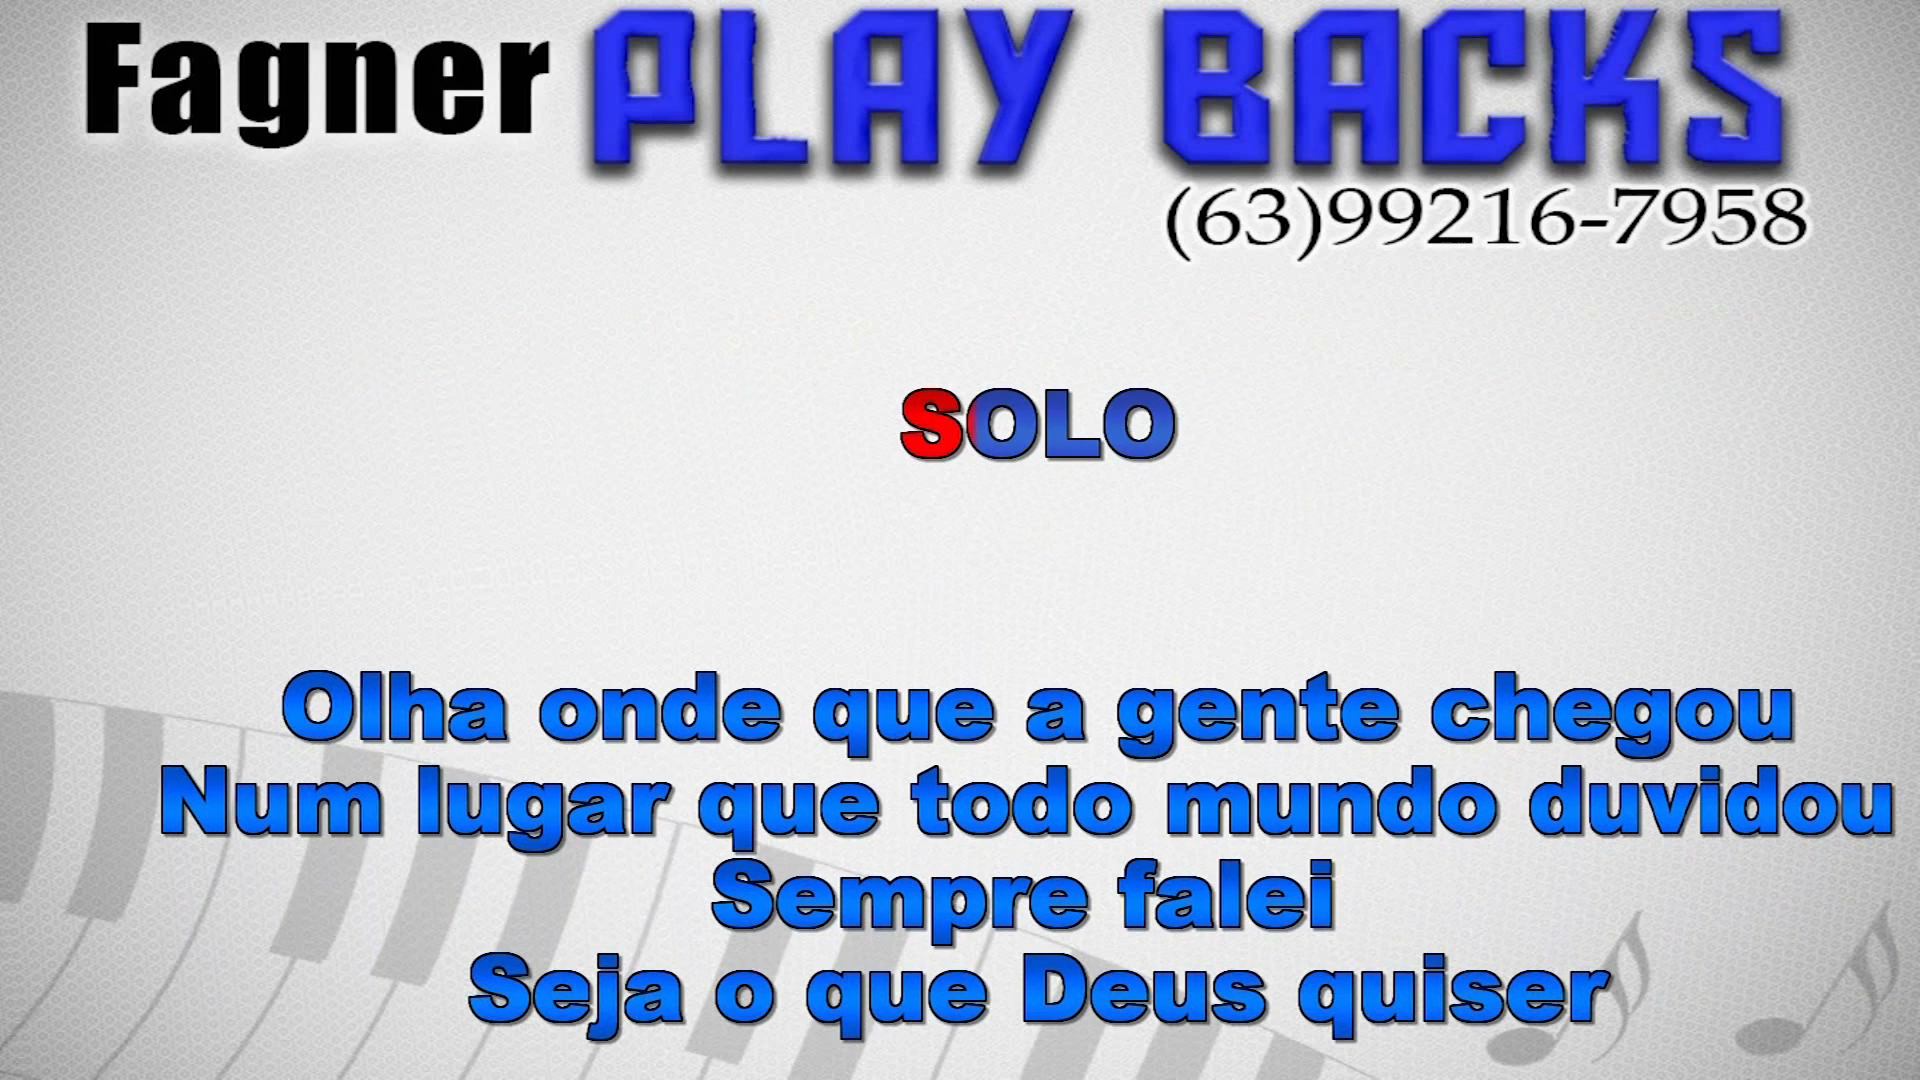 Fagner PLAY BACKS
(63)99216-7958
SOLO
Olha onde que a gente chegou
Num lugar que todo mundo duvidou
Sempre falei
Seja o que Deus quiser